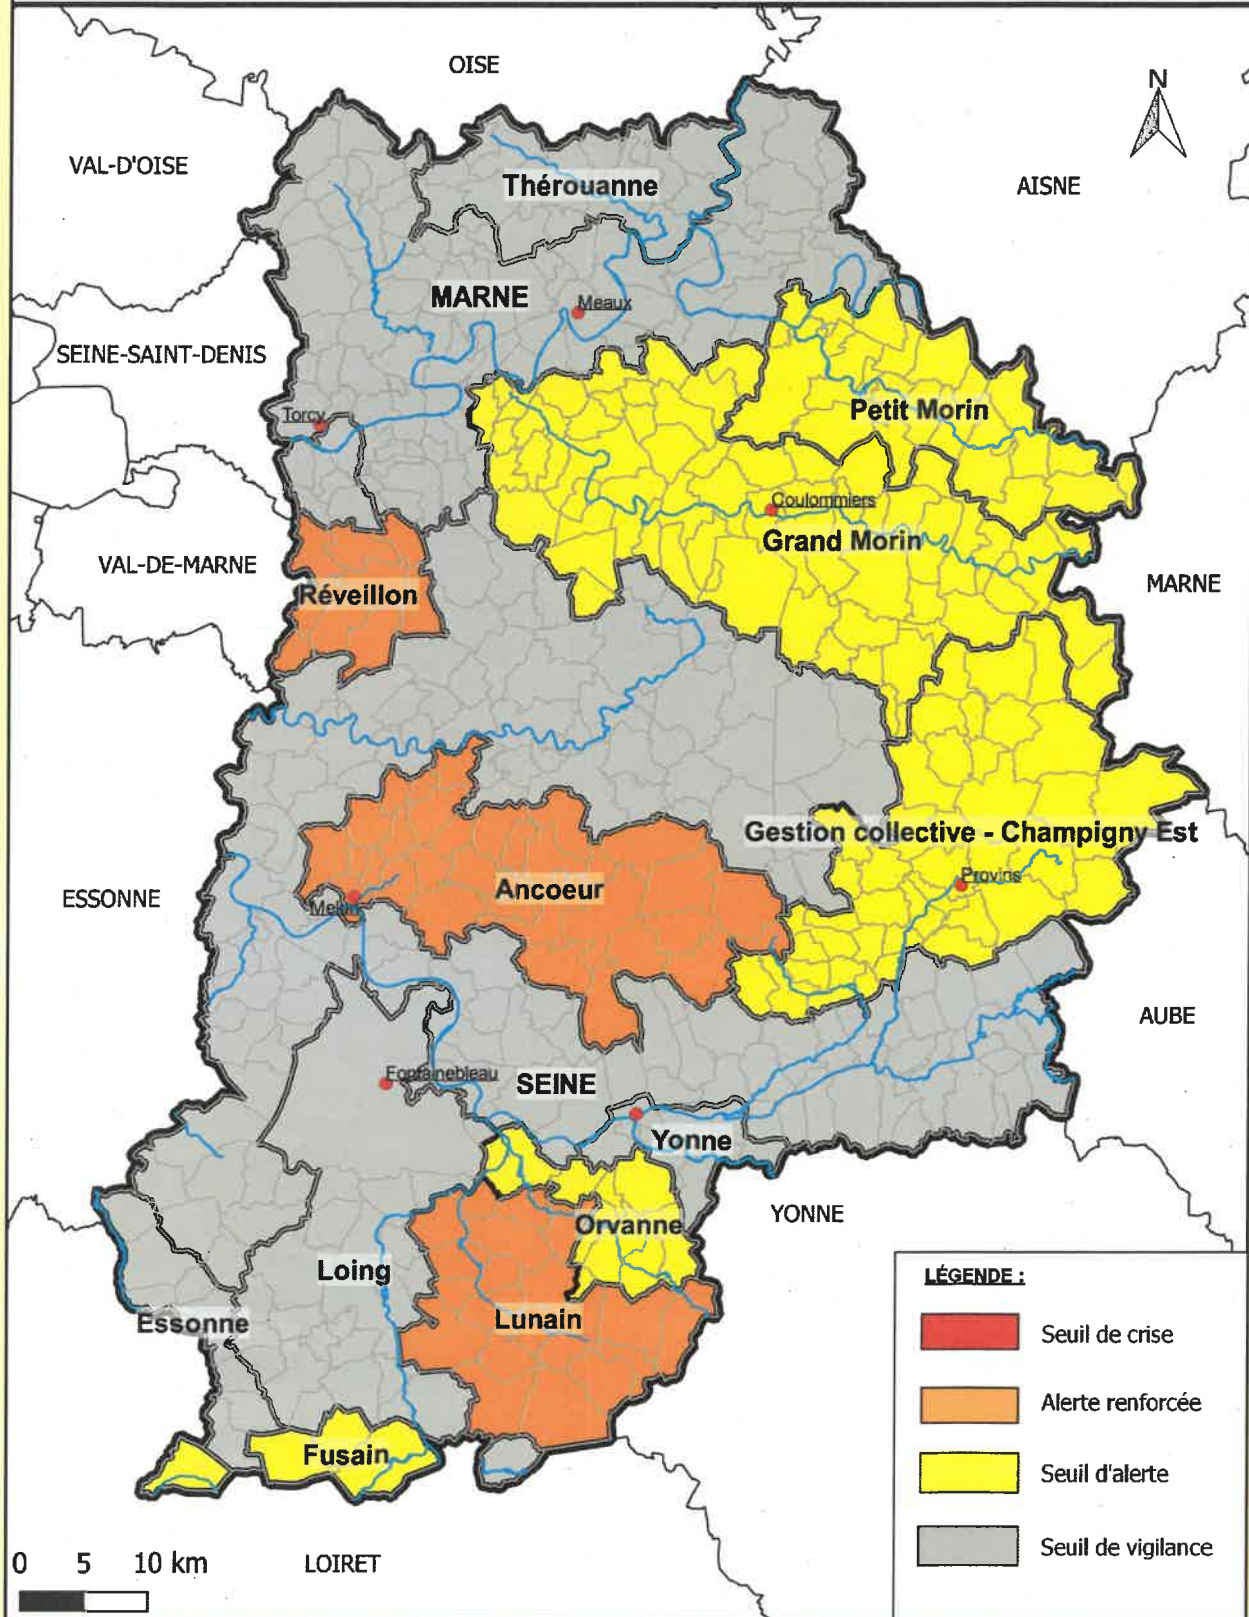 OISE
N
VAL-D'OISE
Thérouanne
AISNE
MARNE
Meaux
SEINE-SAINT-DENIS
Torcy
Petit Morin
Coulommiers
Grand Morin
VAL-DE-MARNE
Réveillon
MARNE
Gestion collective - Champigny Est
Provins
ESSONNE
Ancoeur
Melun
AUBE
Fontainebleau
SEINE
Yonne
YONNE
Orvanne
Loing
Lunain
Essonne
Fusain
LÉGENDE :
Seuil de crise
Alerte renforcée
Seuil d'alerte
Seuil de vigilance
0 5 10 km
LOIRET